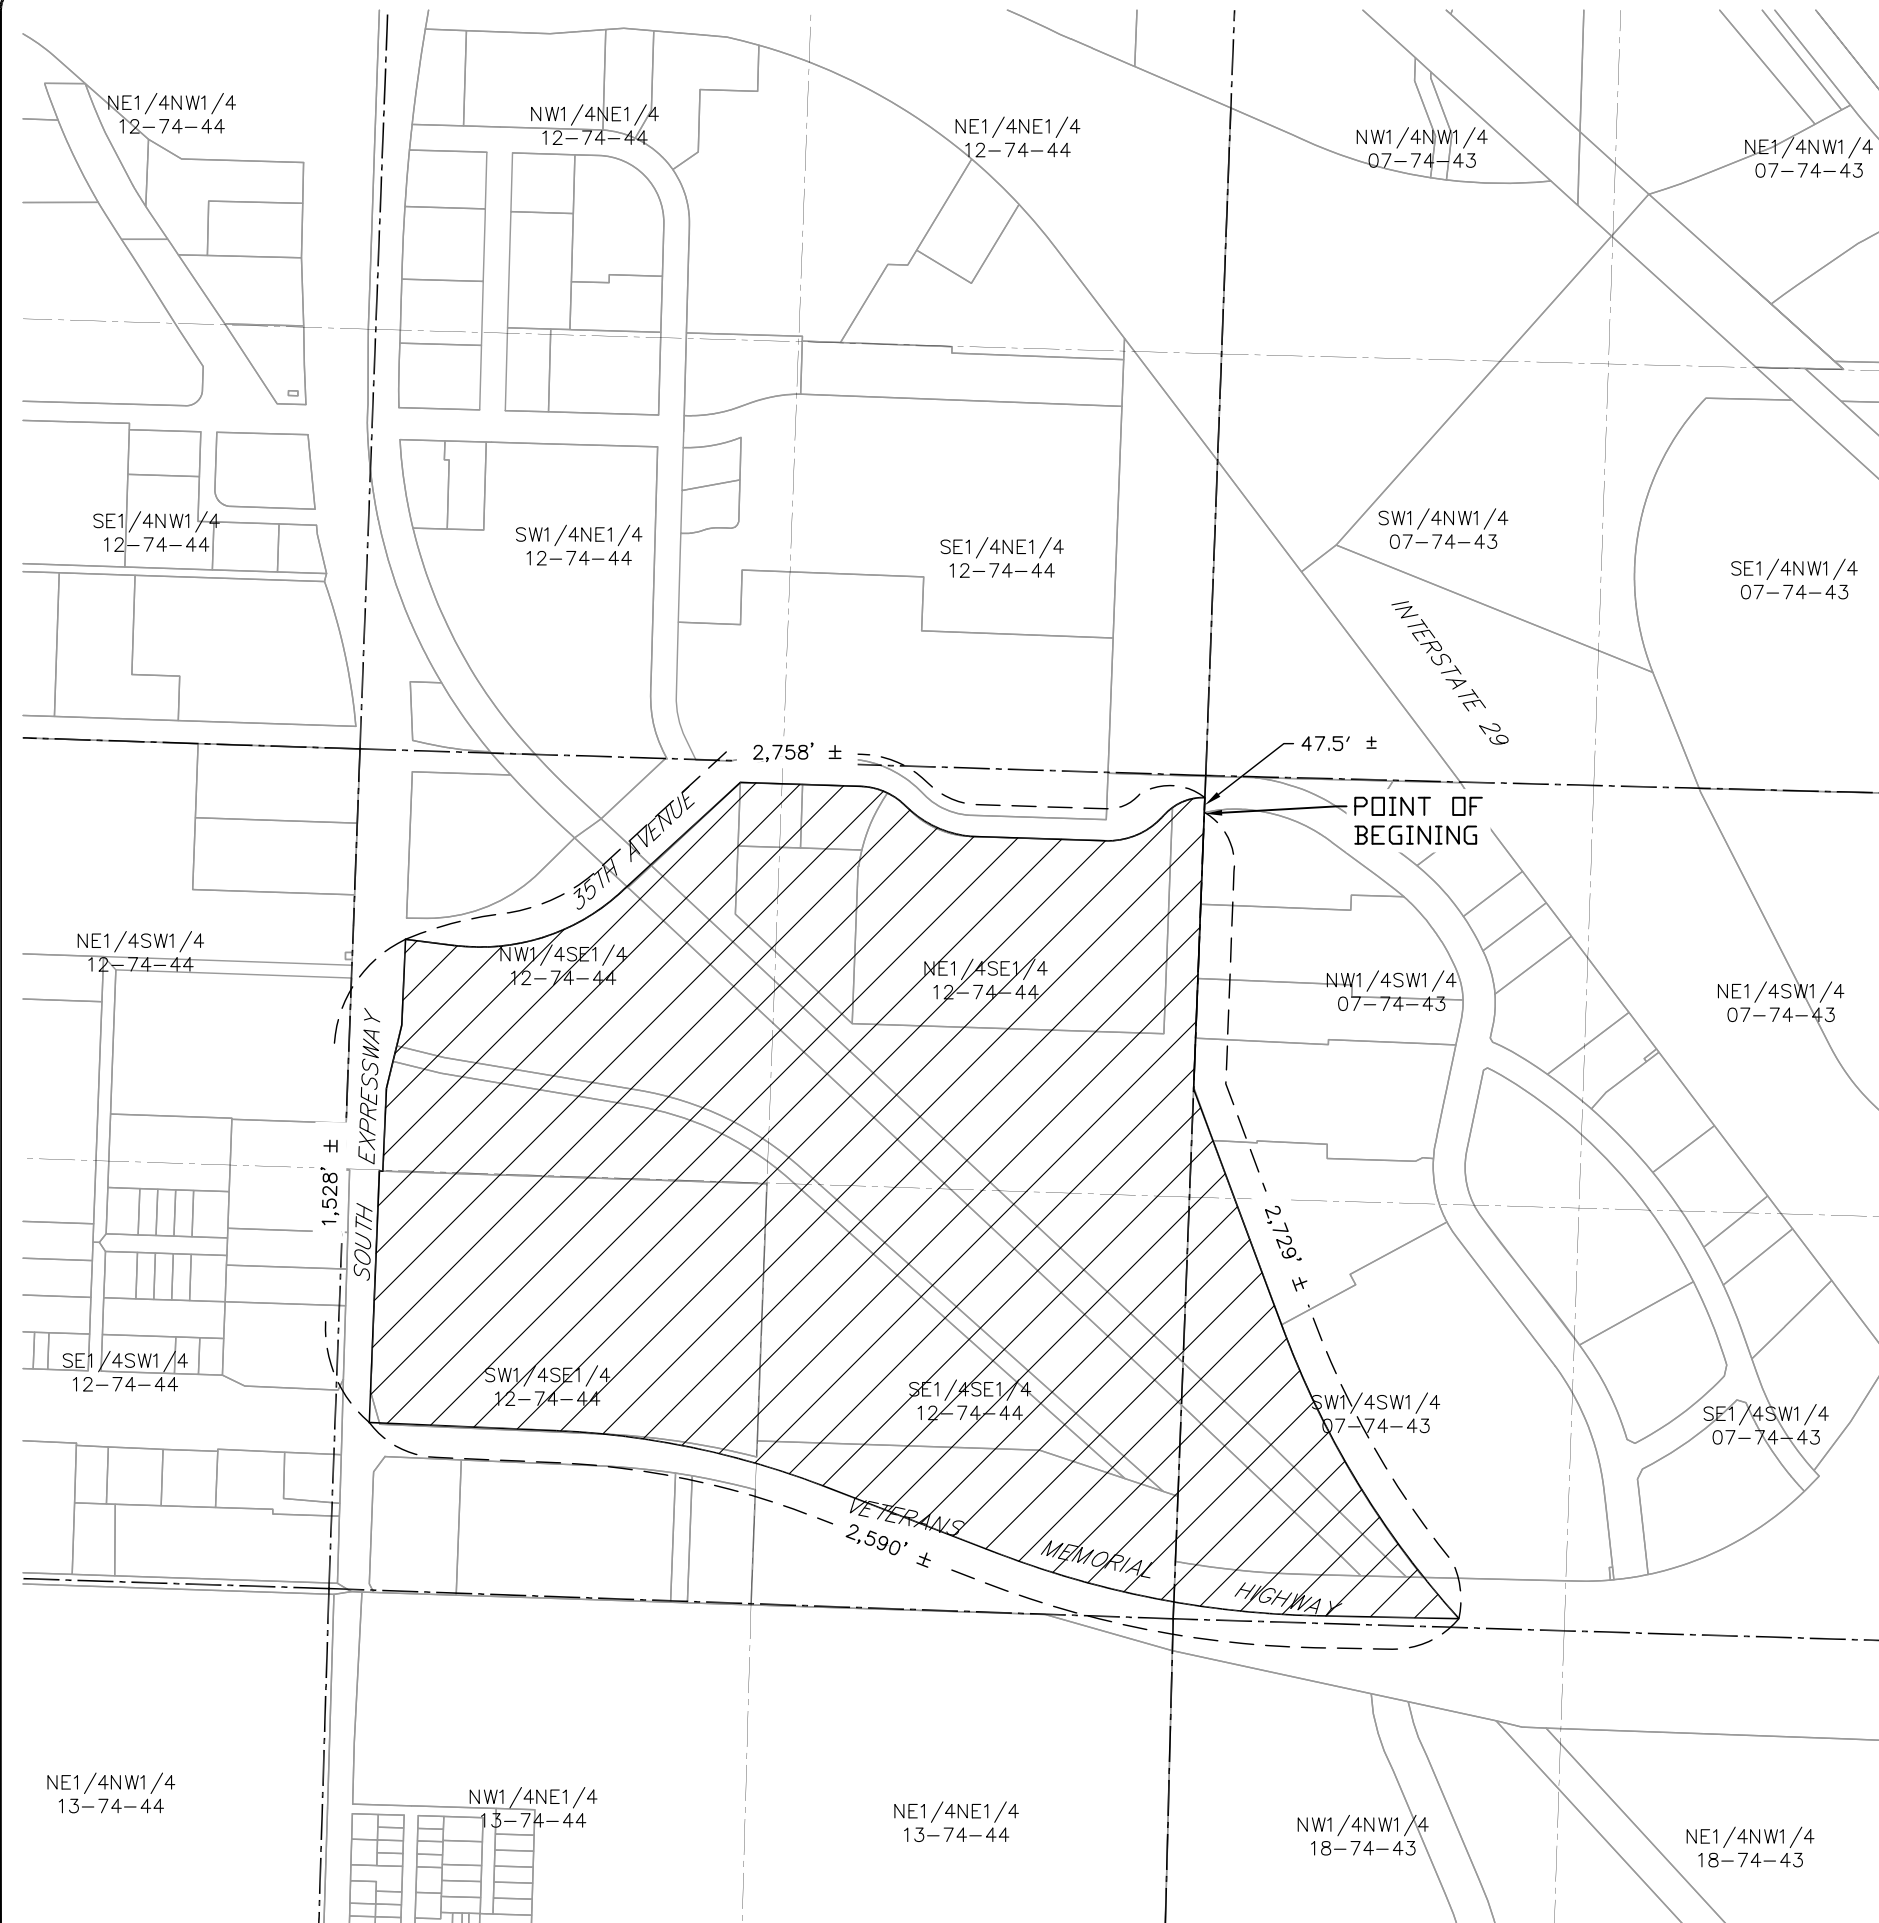 NE1/4NW1/4
12-74-44
NW1/4NE1/4
12-74-44
NE1/4NE1/4
12-74-44
NW1/4NW1/4
07-74-43
NE1/4NW1/4
07-74-43
SE1/4NW1/4
12-74-44
SW1/4NE1/4
12-74-44
SE1/4NE1/4
12-74-44
SW1/4NW1/4
07-74-43
SE1/4NW1/4
07-74-43
INTERSTATE 29
2,758' ±
47.5' ±
POINT OF
BEGINING
35TH AVENUE
NE1/4SW1/4
12-74-44
NW1/4SE1/4
12-74-44
NE1/4SE1/4
12-74-44
NW1/4SW1/4
07-74-43
NE1/4SW1/4
07-74-43
SOUTH EXPRESSWAY
1,528' ±
2,729' ±
SE1/4SW1/4
12-74-44
SW1/4SE1/4
12-74-44
SE1/4SE1/4
12-74-44
SW1/4SW1/4
07-74-43
SE1/4SW1/4
07-74-43
VETERANS MEMORIAL HIGHWAY
2,590' ±
NE1/4NW1/4
13-74-44
NW1/4NE1/4
13-74-44
NE1/4NE1/4
13-74-44
NW1/4NW1/4
18-74-43
NE1/4NW1/4
18-74-43